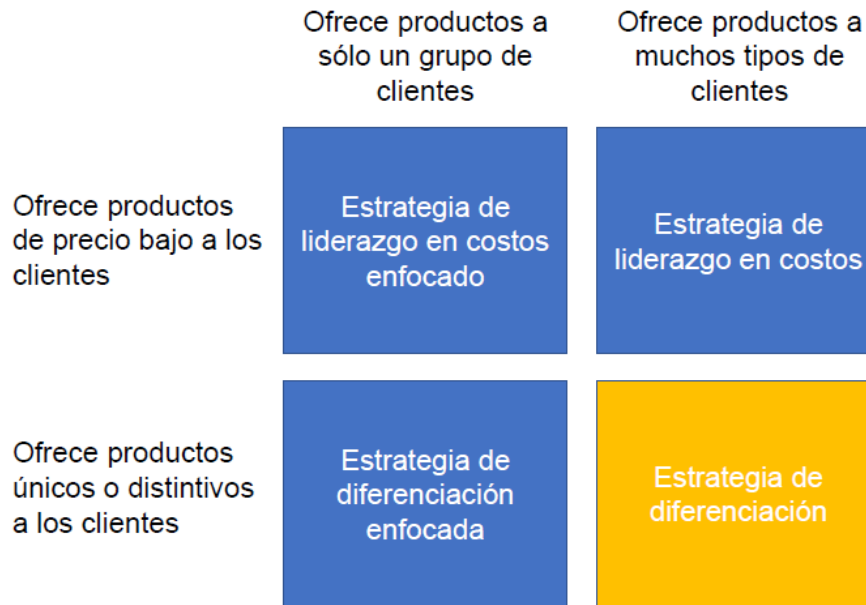 Ofrece productos a
sólo un grupo de
clientes
Ofrece productos a
muchos tipos de
clientes
Ofrece productos
de precio bajo a los
clientes
Estrategia de
liderazgo en costos
enfocado
Estrategia de
liderazgo en costos
Ofrece productos
únicos o distintivos
a los clientes
Estrategia de
diferenciación
enfocada
Estrategia de
diferenciación